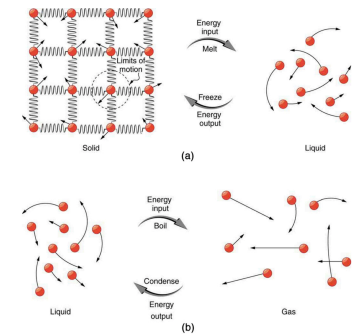 Energy
input
Melt
Limits of
motion
Freeze
Energy
output
Solid
Liquid
(a)
Energy
input
Boil
Condense
Energy
output
Liquid
Gas
(b)